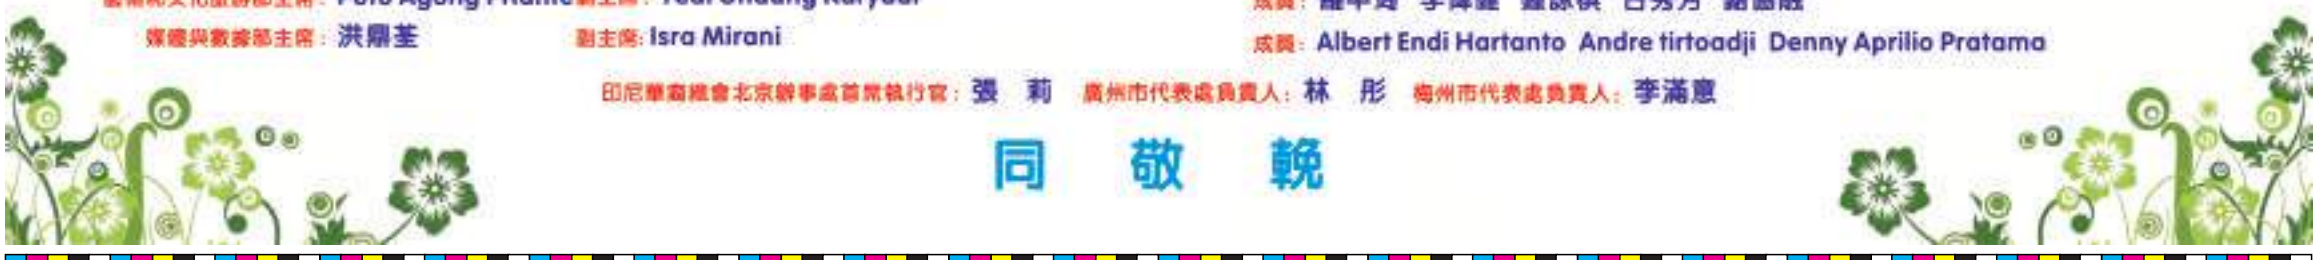 媒體與數據部主席：洪鼎荃 副主席: Isra Mirani 成員：Albert Endi Hartanto Andre tirtoadji Denny Aprilio Pratama
印尼華裔總會北京辦事處首席執行官：張 莉 廣州市代表處負責人：林 彤 梅州市代表處負責人：李滿意
同 敬 輓